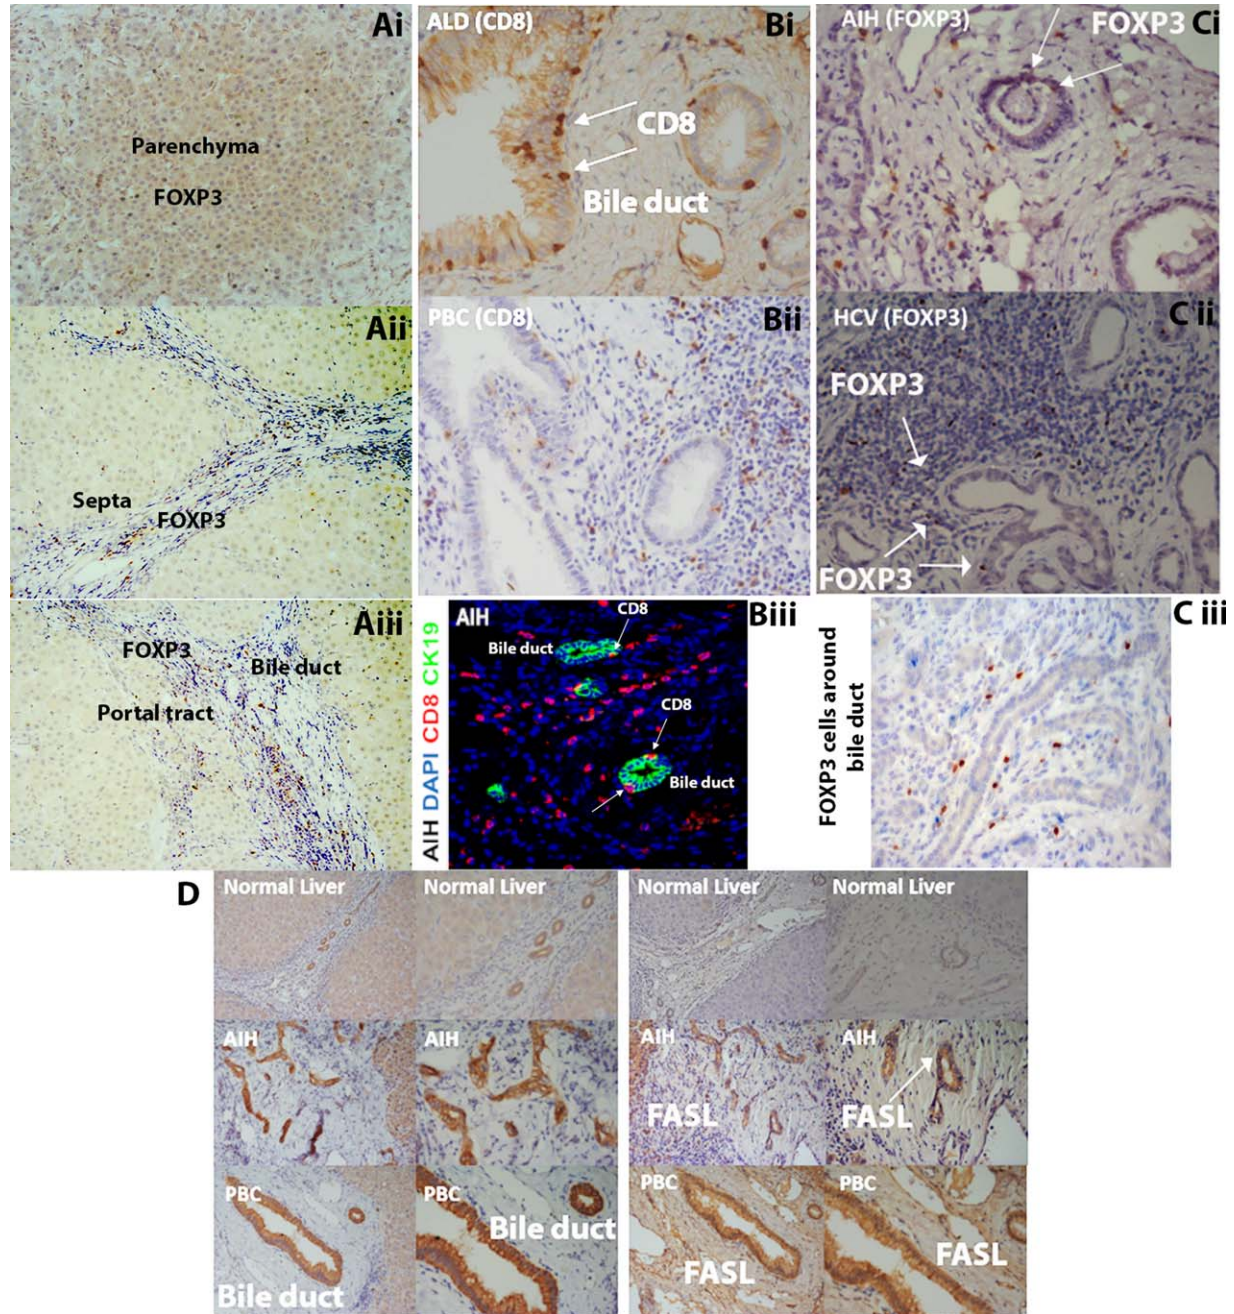 Ai
Parenchyma
FOXP3
Aii
Septa
FOXP3
Aiii
FOXP3
Bile duct
Portal tract
ALD (CD8)
Bi
CD8
Bile duct
PBC (CD8)
Bii
AIH
Biii
CD8
Bile duct
CD8
Bile duct
AIH DAPI CD8 CK19
AIH (FOXP3)
FOXP3
Ci
HCV (FOXP3)
C ii
FOXP3
FOXP3
C iii
FOXP3 cells around
bile duct
D
Normal Liver
Normal Liver
Normal Liver
Normal Liver
AIH
AIH
AIH
FASL
AIH
FASL
PBC
Bile duct
PBC
Bile duct
PBC
FASL
PBC
FASL